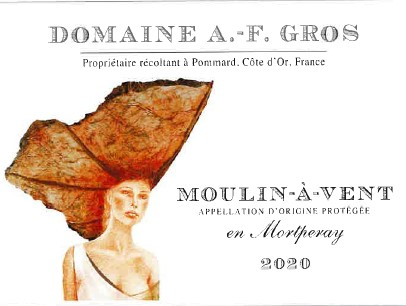 DOMAINE A.-F. GROS
Propriétaire récoltant à Pommard, Côte d'Or, France
MOULIN-À-VENT
APPELLATION D'ORIGINE PROTÉGÉE
en Mortperay
2020